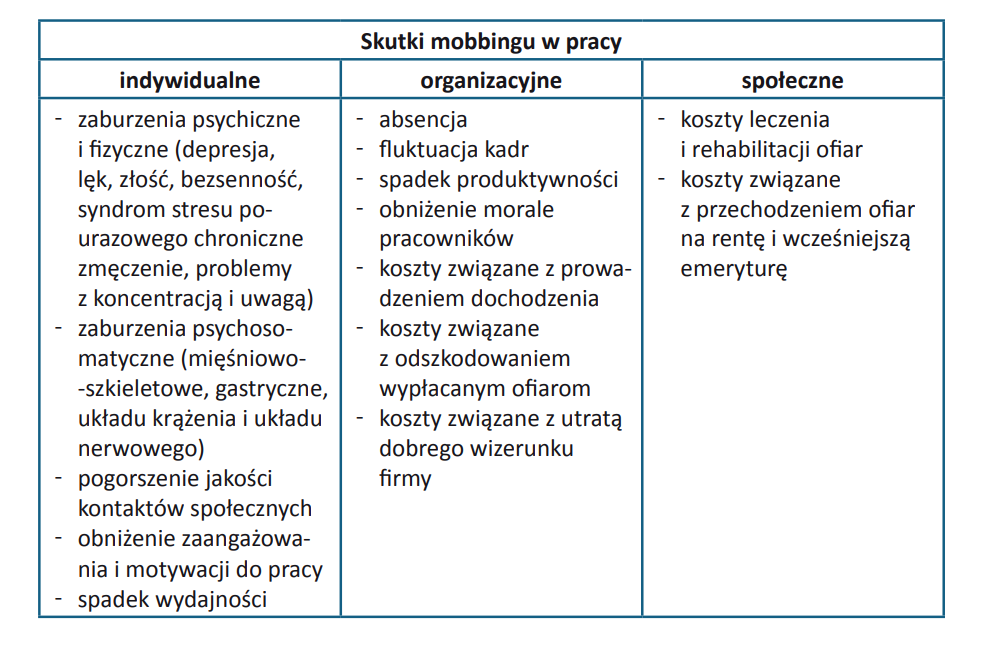 Skutki mobbingu w pracy
indywidualne
organizacyjne
społeczne
- zaburzenia psychiczne
i fizyczne (depresja,
lęk, złość, bezsenność,
syndrom stresu po-
urazowego chroniczne
zmęczenie, problemy
z koncentracją i uwagą)
- zaburzenia psychoso-
matyczne (mięśniowo-
-szkieletowe, gastryczne,
układu krążenia i układu
nerwowego)
- pogorszenie jakości
kontaktów społecznych
- obniżenie zaangażowa-
nia i motywacji do pracy
- spadek wydajności
- absencja
- fluktuacja kadr
- spadek produktywności
- obniżenie morale
pracowników
- koszty związane z prowa-
dzeniem dochodzenia
- koszty związane
z odszkodowaniem
wypłacanym ofiarom
- koszty związane z utratą
dobrego wizerunku
firmy
- koszty leczenia
i rehabilitacji ofiar
- koszty związane
z przechodzeniem ofiar
na rentę i wcześniejszą
emeryturę